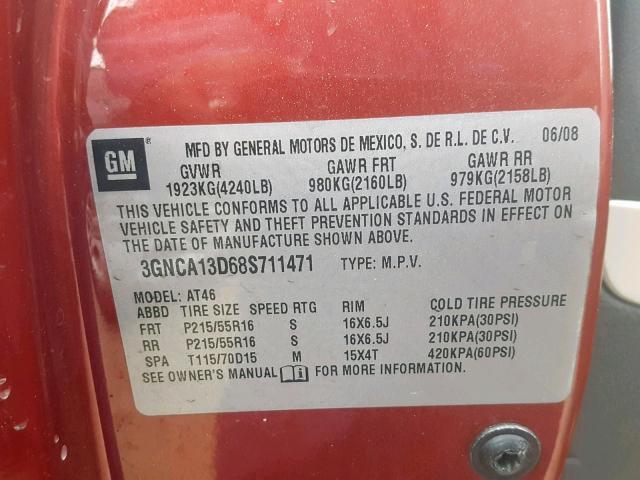 GM
MFD BY GENERAL MOTORS DE MEXICO, S. DE R.L. DE C.V. 06/08
GVWR GAWR FRT GAWR RR
1923KG(4240LB) 980KG(2160LB) 979KG(2158LB)
THIS VEHICLE CONFORMS TO ALL APPLICABLE U.S. FEDERAL MOTOR
VEHICLE SAFETY AND THEFT PREVENTION STANDARDS IN EFFECT ON
THE DATE OF MANUFACTURE SHOWN ABOVE.
3GNCA13D68S711471 TYPE: M.P.V.
MODEL: AT46
ABBD TIRE SIZE SPEED RTG RIM COLD TIRE PRESSURE
FRT P215/55R16 S 16X6.5J 210KPA(30PSI)
RR P215/55R16 S 16X6.5J 210KPA(30PSI)
SPA T115/70D15 M 15X4T 420KPA(60PSI)
SEE OWNER'S MANUAL FOR MORE INFORMATION.